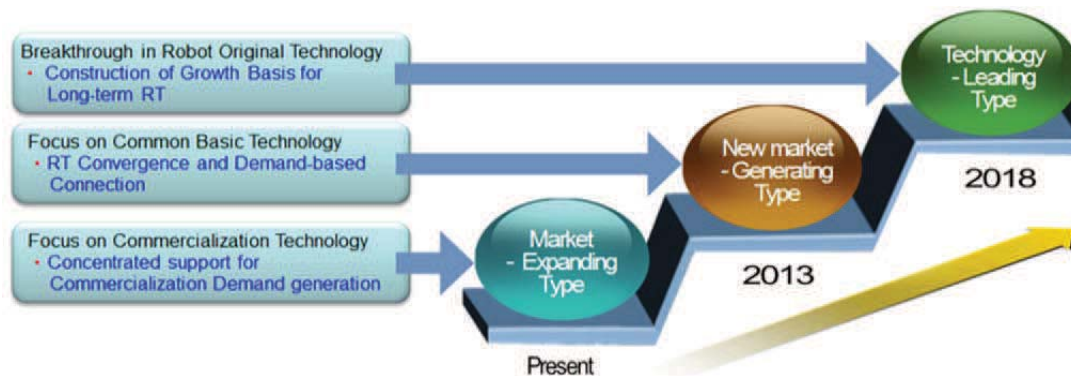 Breakthrough in Robot Original Technology
• Construction of Growth Basis for
Long-term RT
Focus on Common Basic Technology
• RT Convergence and Demand-based
Connection
Focus on Commercialization Technology
• Concentrated support for
Commercialization Demand generation
Technology
- Leading
Type
New market
- Generating
Type
Market
- Expanding
Type
2018
2013
Present